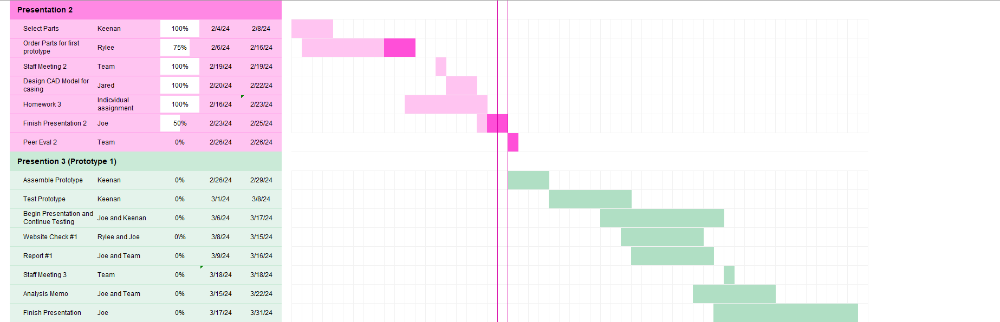 Presentation 2
Select Parts Keenan 100% 2/4/24 2/8/24
Order Parts for first
prototype Rylee 75% 2/6/24 2/16/24
Staff Meeting 2 Team 100% 2/19/24 2/19/24
Design CAD Model for
casing Jared 100% 2/20/24 2/22/24
Homework 3 Indicvidual
assignment 100% 2/16/24 2/23/24
Finish Presentation 2 Joe 50% 2/23/24 2/25/24
Peer Eval 2 Team 0% 2/26/24 2/26/24
Presention 3 (Prototype 1)
Assemble Prototype Keenan 0% 2/26/24 2/29/24
Test Prototype Keenan 0% 3/1/24 3/8/24
Begin Presentation and
Continue Testing Joe and Keenan 0% 3/6/24 3/17/24
Website Check #1 Rylee and Joe 0\% 3/8/24 3/15/24
Report #1 Joe and Team 0% 3/9/24 3/16/24
Staff Meeting 3 Team 0% 3/18/24 3/18/24
Analysis Memo Joe and Team 0% 3/15/24 3/22/24
Finish Presentation Joe 0% 3/17/24 3/31/24